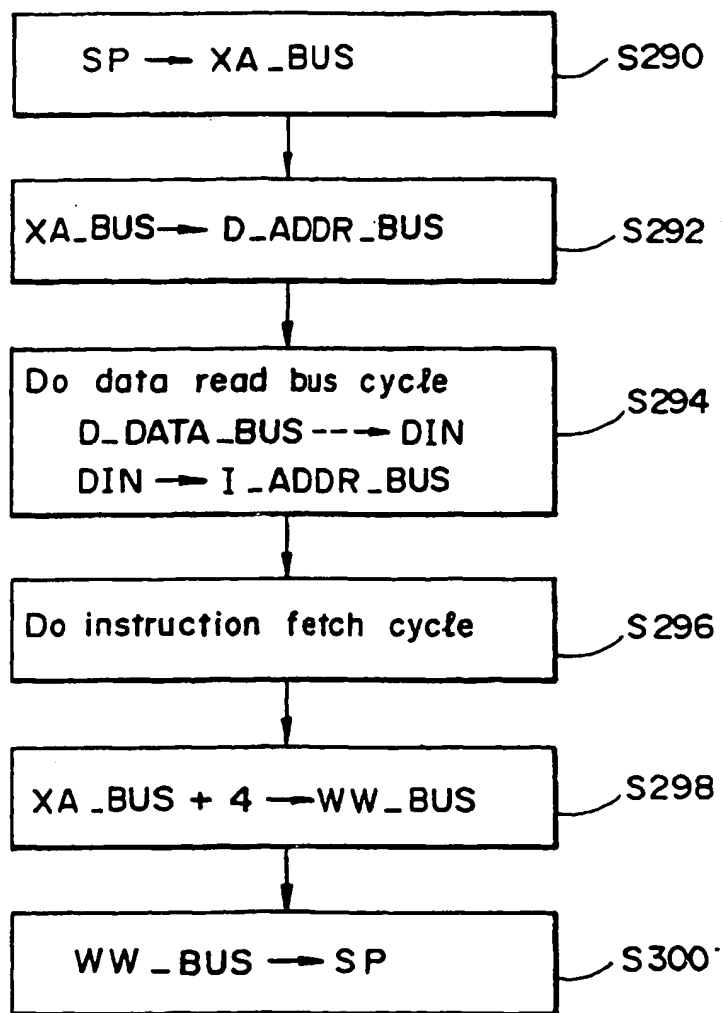 SP → XA_BUS
S290
XA_BUS → D_ADDR_BUS
S292
Do data read bus cycle
D_DATA_BUS ---→ DIN
DIN → I_ADDR_BUS
S294
Do instruction fetch cycle
S296
XA_BUS + 4 → WW_BUS
S298
WW_BUS → SP
S300